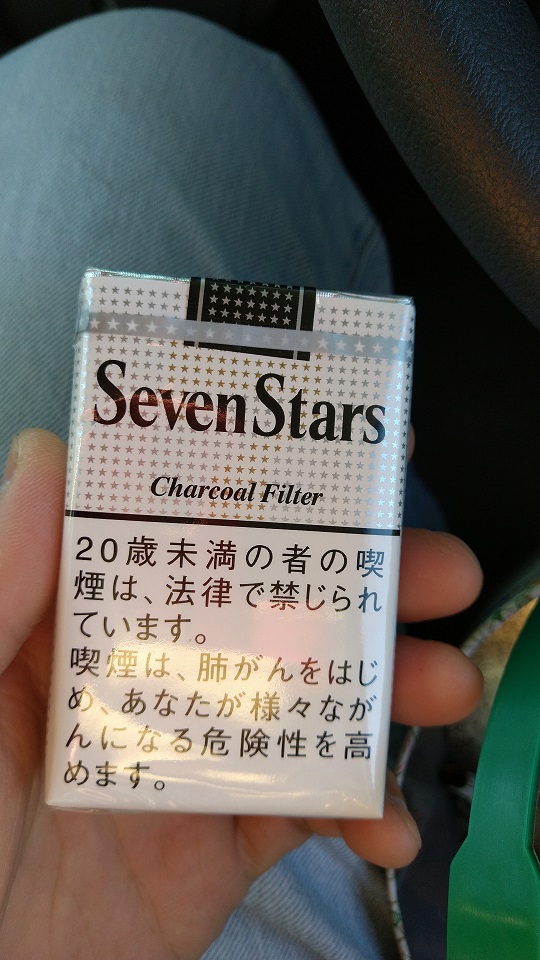 Seven Stars
Charcoal Filter
20歳未満の者の喫
煙は、法律で禁じられ
ています。
喫煙は、肺がんをはじ
め、あなたが様々なが
んになる危険性を高
めます。